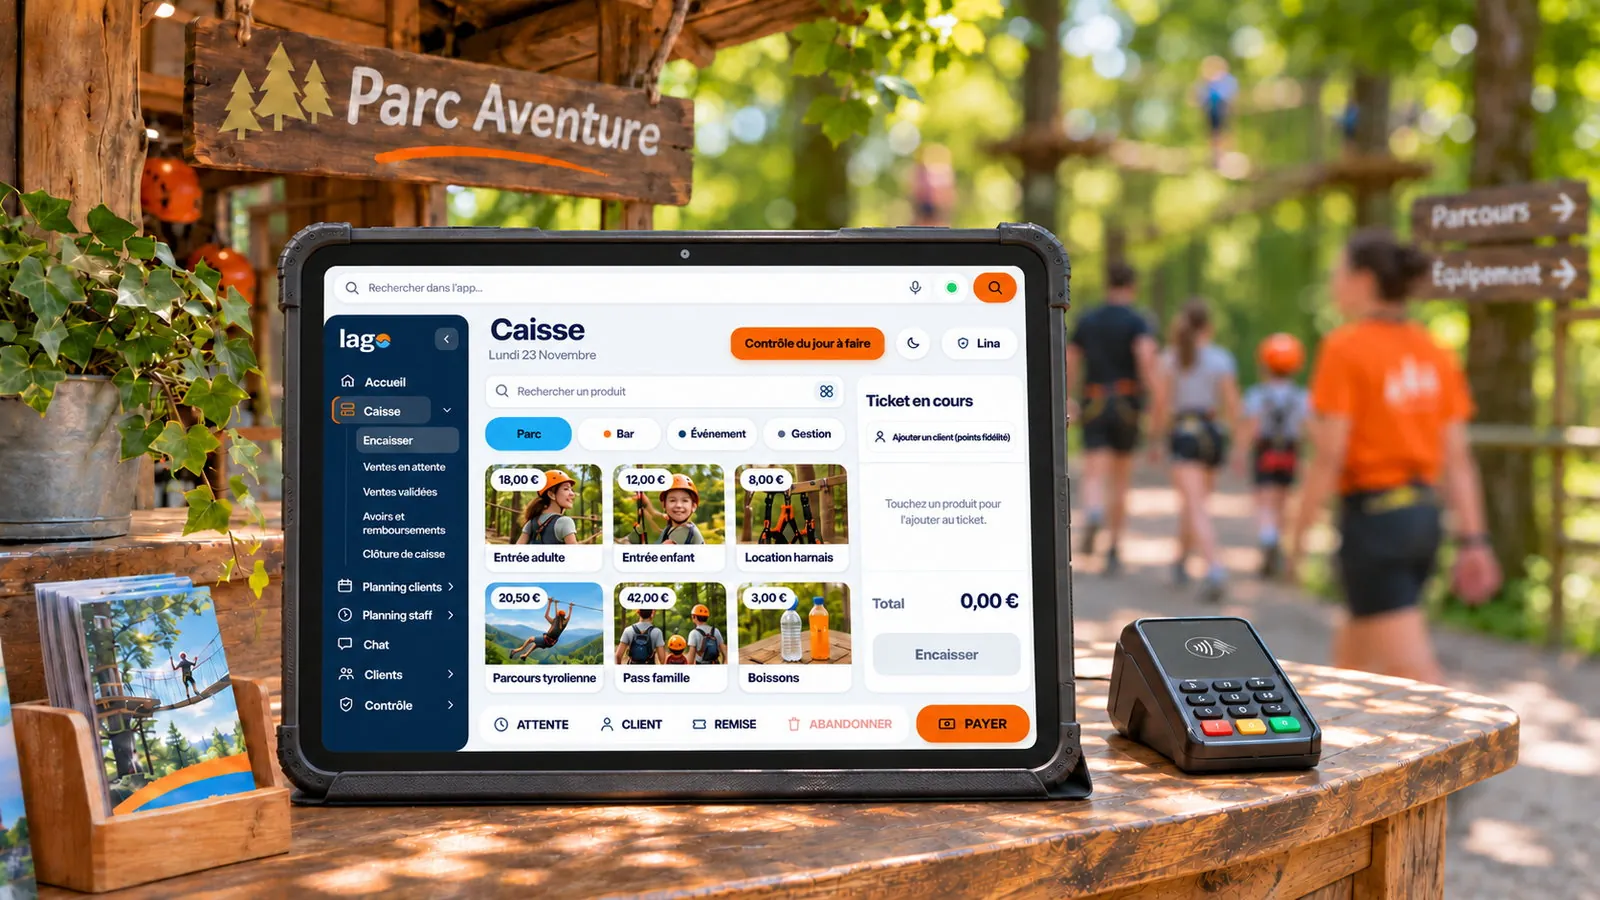 Parc Aventure
Parcours
Équipement
Rechercher dans l'app...
lago
Accueil
Caisse
Encaisser
Ventes en attente
Ventes validées
Avoirs et
remboursements
Clôture de caisse
Planning clients
Planning staff
Chat
Clients
Contrôle
Caisse
Lundi 23 Novembre
Contrôle du jour à faire
Lina
Rechercher un produit
Parc
Bar
Événement
Gestion
18,00 €
Entrée adulte
12,00 €
Entrée enfant
8,00 €
Location harnais
20,50 €
Parcours tyrolienne
42,00 €
Pass famille
3,00 €
Boissons
Ticket en cours
Ajouter un client (points fidélité)
Touchez un produit pour
l'ajouter au ticket.
Total
0,00 €
Encaisser
ATTENTE
CLIENT
REMISE
ABANDONNER
PAYER